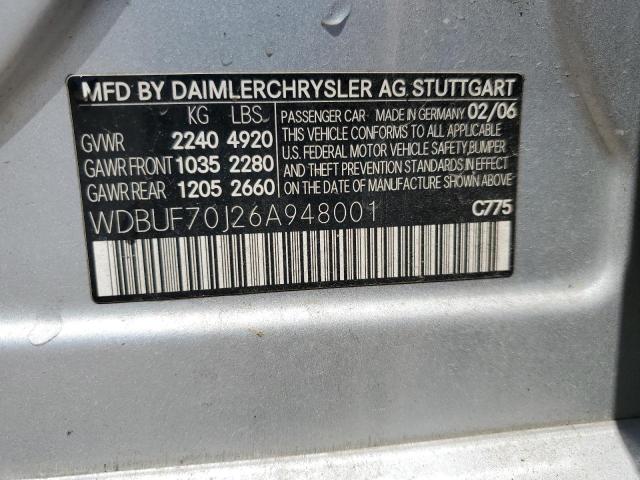 MFD BY DAIMLERCHRYSLER AG STUTTGART
KG LBS
GVWR 2240 4920
GAWR FRONT 1035 2280
GAWR REAR 1205 2660
PASSENGER CAR MADE IN GERMANY 02/06
THIS VEHICLE CONFORMS TO ALL APPLICABLE
U.S. FEDERAL MOTOR VEHICLE SAFETY, BUMPER
AND THEFT PREVENTION STANDARDS IN EFFECT
ON THE DATE OF MANUFACTURE SHOWN ABOVE.
WDBUF70J26A948001
C775